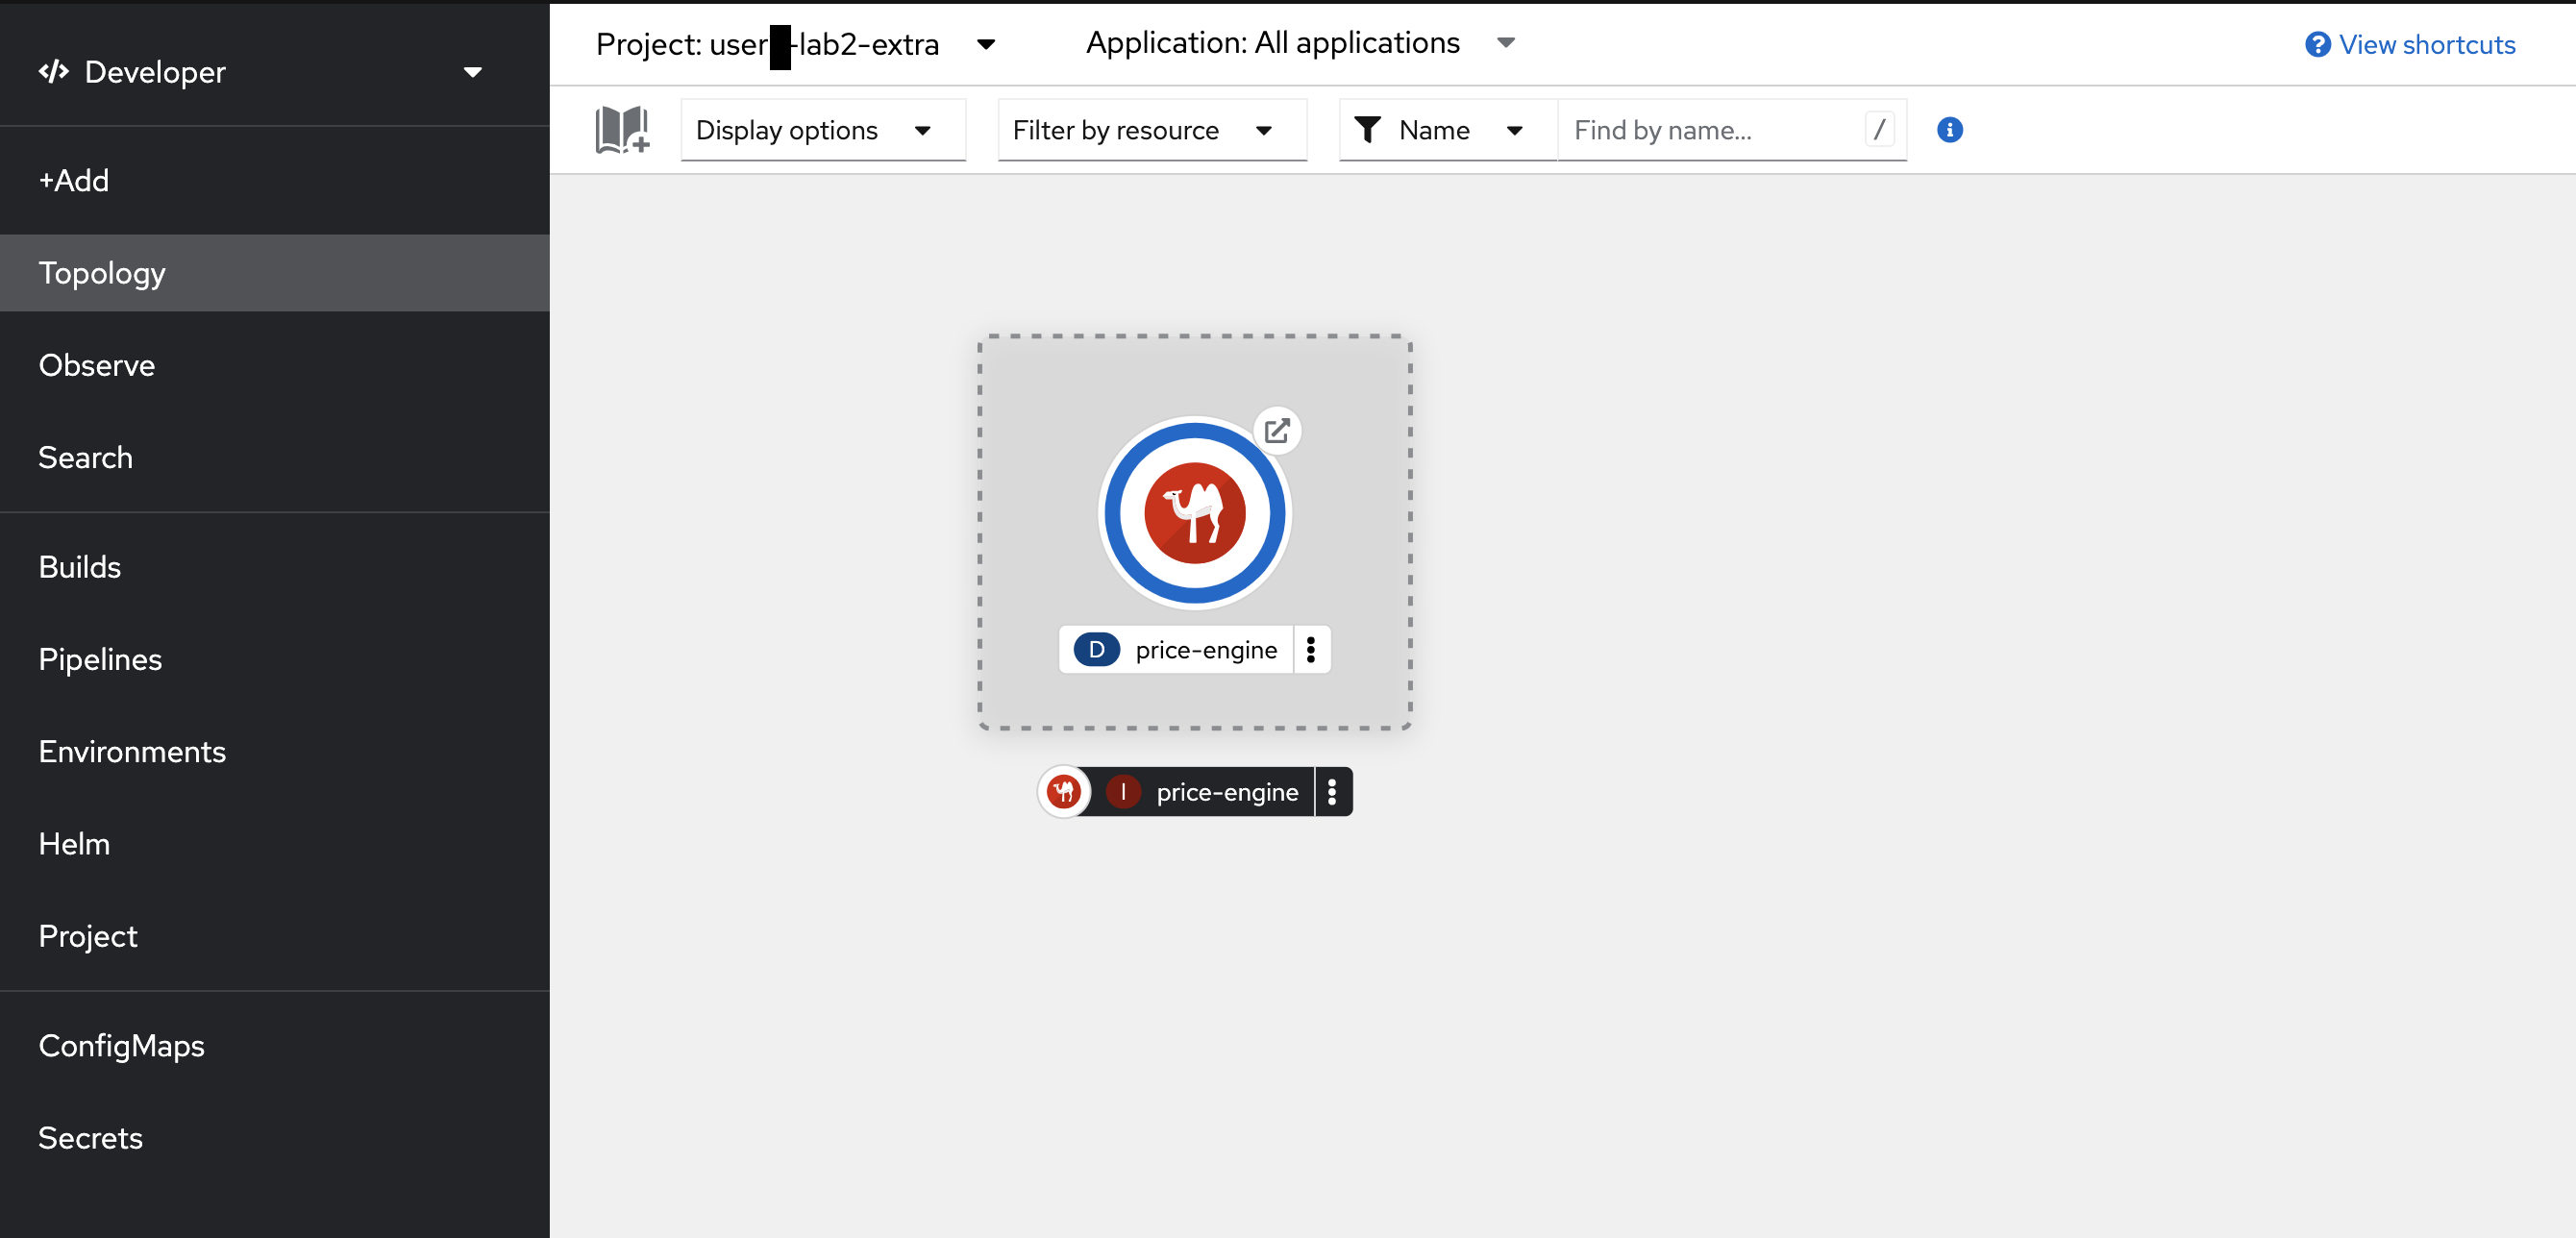 Developer
+Add
Topology
Observe
Search
Builds
Pipelines
Environments
Helm
Project
ConfigMaps
Secrets
Project: user -lab2-extra
Application: All applications
View shortcuts
Display options
Filter by resource
Name
Find by name...
/
D price-engine
I price-engine